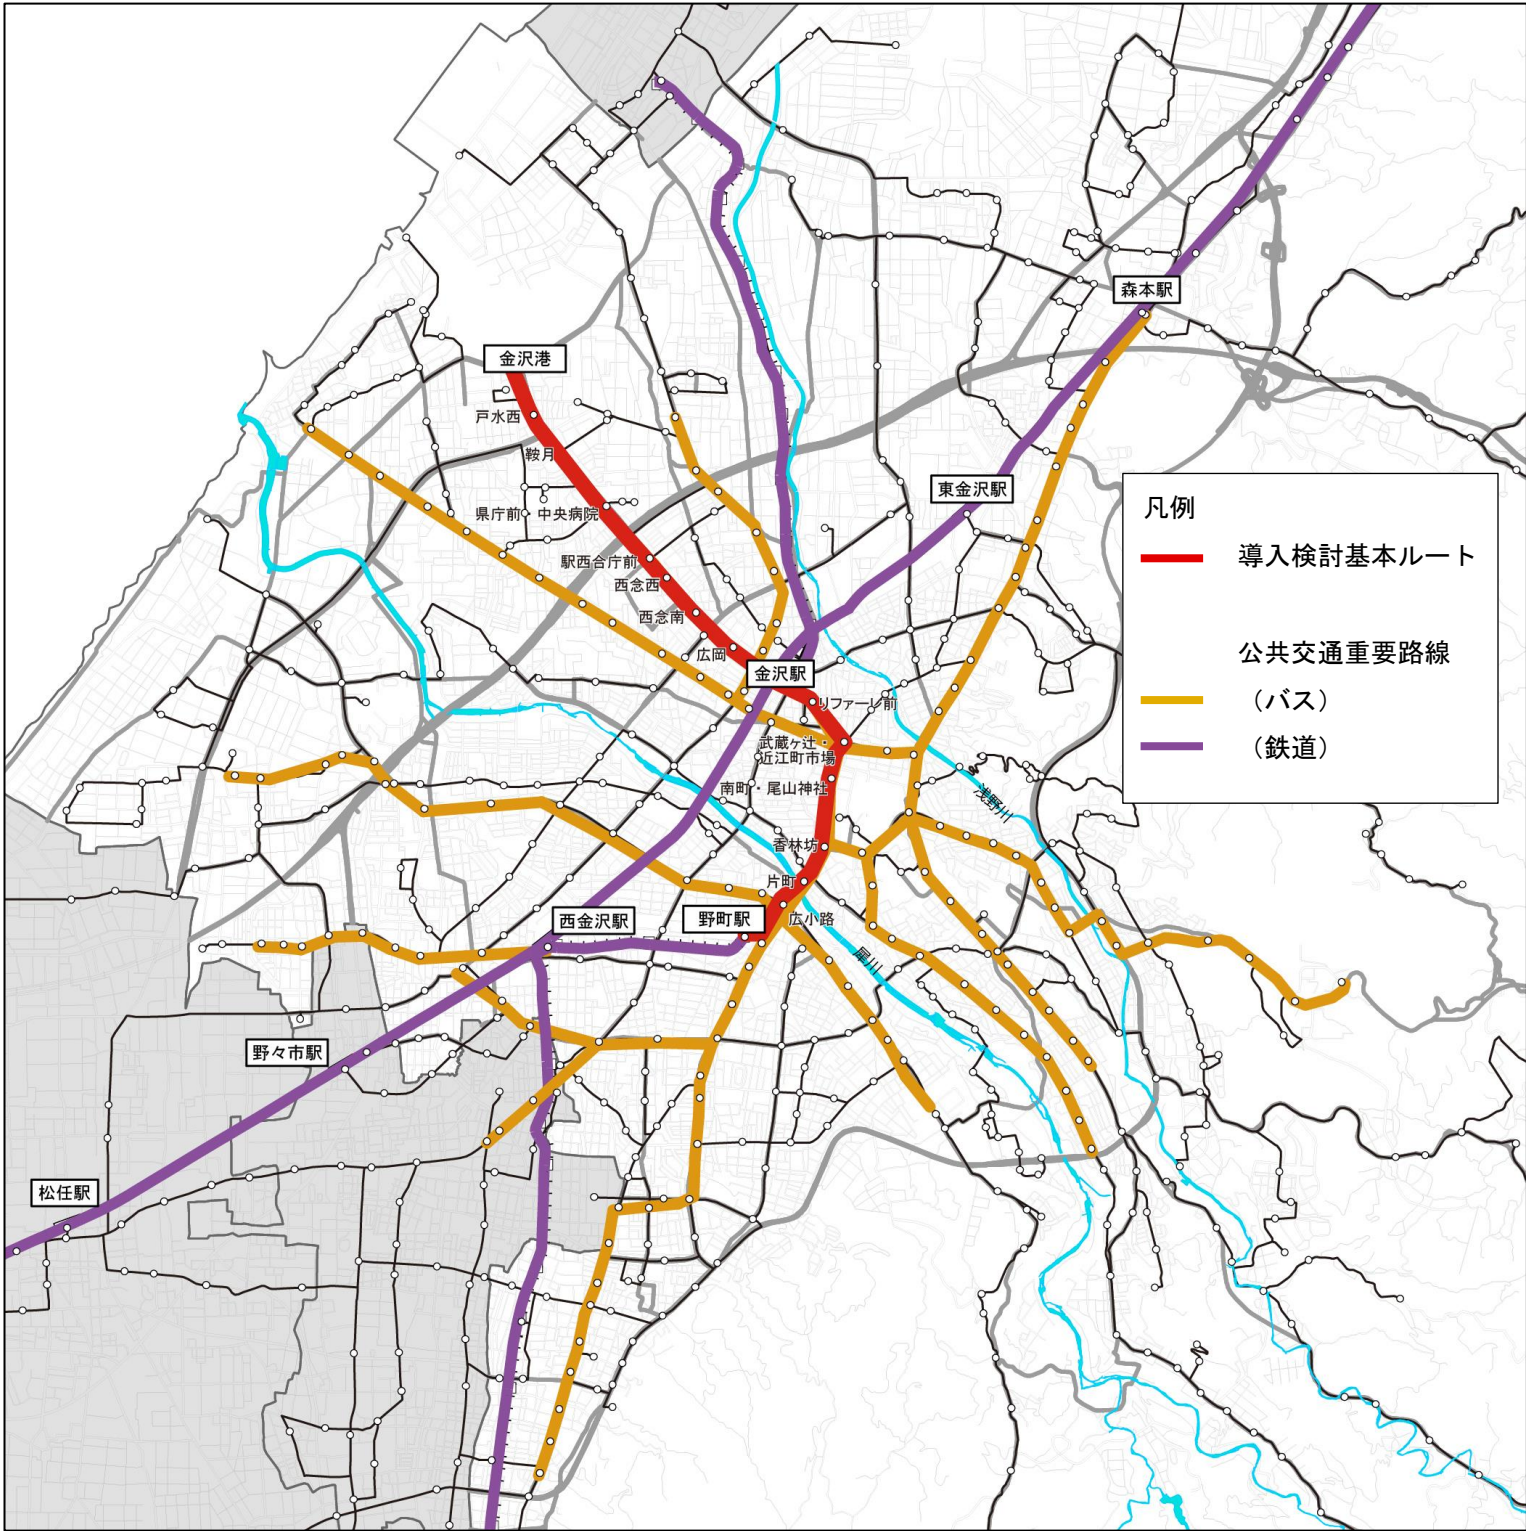 森本駅
金沢港
戸水西
鞍月
東金沢駅
県庁前・中央病院
駅西合庁前
西念西
西念南
広岡
金沢駅
リファーレ前
武蔵ヶ辻・
近江町市場
南町・尾山神社
浅野川
香林坊
片町
西金沢駅
野町駅
広小路
犀川
野々市駅
松任駅
凡例
導入検討基本ルート
公共交通重要路線
（バス）
（鉄道）